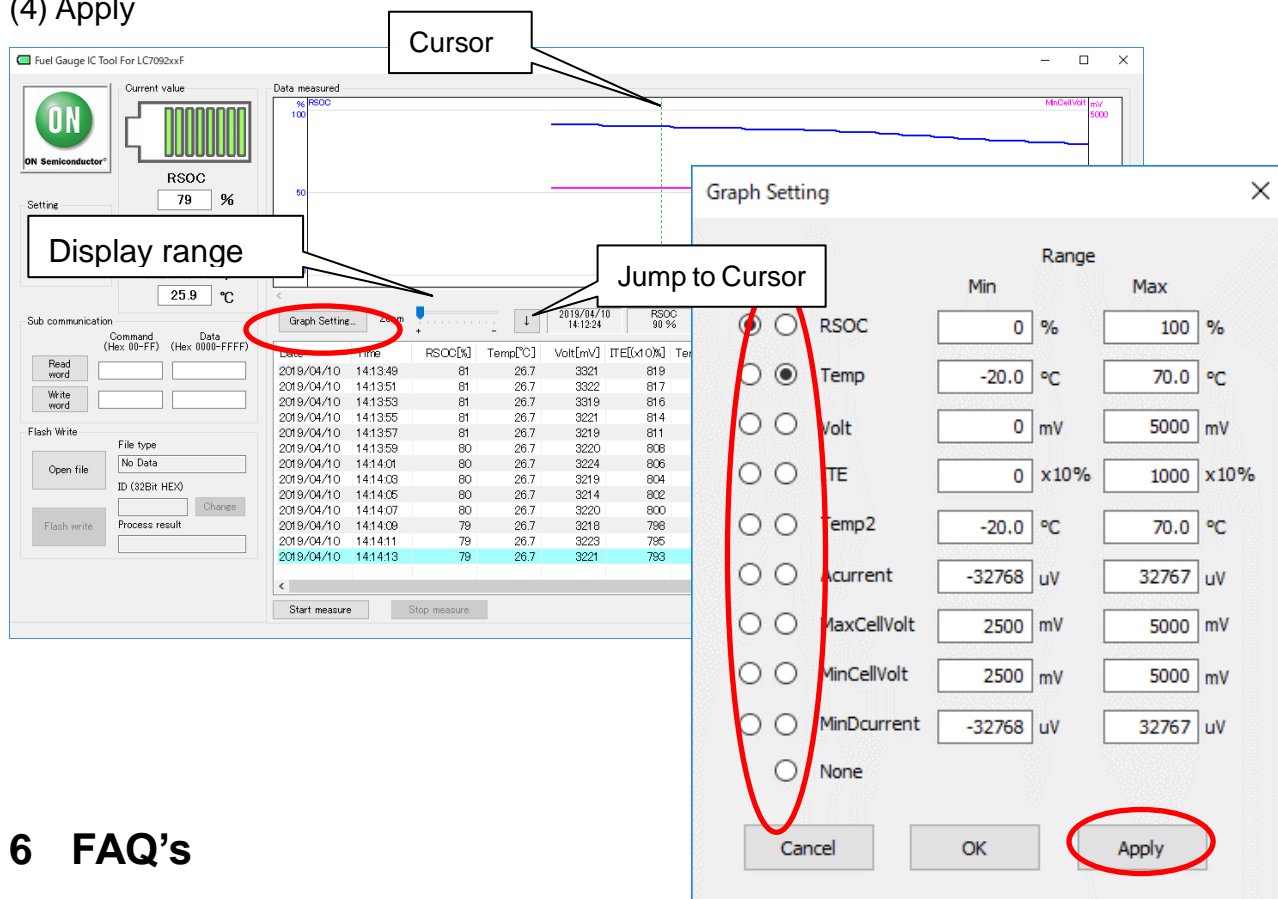 (4) Apply
Cursor
Fuel Gauge IC Tool For LC7092xxF
Current value
Data measured
% RSOC
MinCellVolt mV
100
5000
ON
ON Semiconductor®
RSOC
79 %
50
Setting
Display range
25.9 ℃
Jump to Cursor
<
Graph Setting...
Zoom
+
-
↓
2019/04/10
14:12:24
RSOC
90 %
Sub communication
Command
(Hex 00-FF)
Data
(Hex 0000-FFFF)
Read
word
Write
word
Flash Write
Open file
File type
No Data
ID (32Bit HEX)
Change
Flash write
Process result
Date Time RSOC[%] Temp[℃] Volt[mV] ITE[(x10)%]
2019/04/10 14:13:49 81 26.7 3321 819
2019/04/10 14:13:51 81 26.7 3322 817
2019/04/10 14:13:53 81 26.7 3319 816
2019/04/10 14:13:55 81 26.7 3221 814
2019/04/10 14:13:57 81 26.7 3219 811
2019/04/10 14:13:59 80 26.7 3220 808
2019/04/10 14:14:01 80 26.7 3224 806
2019/04/10 14:14:03 80 26.7 3219 804
2019/04/10 14:14:05 80 26.7 3214 802
2019/04/10 14:14:07 80 26.7 3220 800
2019/04/10 14:14:09 79 26.7 3218 798
2019/04/10 14:14:11 79 26.7 3223 795
2019/04/10 14:14:13 79 26.7 3221 793
<
Start measure
Stop measure
Graph Setting
Range
Min Max
RSOC 0 % 100 %
Temp -20.0 ℃ 70.0 ℃
Volt 0 mV 5000 mV
ITE 0 x10% 1000 x10%
Temp2 -20.0 ℃ 70.0 ℃
Acurrent -32768 uV 32767 uV
MaxCellVolt 2500 mV 5000 mV
MinCellVolt 2500 mV 5000 mV
MinDcurrent -32768 uV 32767 uV
None
Cancel OK Apply
6 FAQ’s